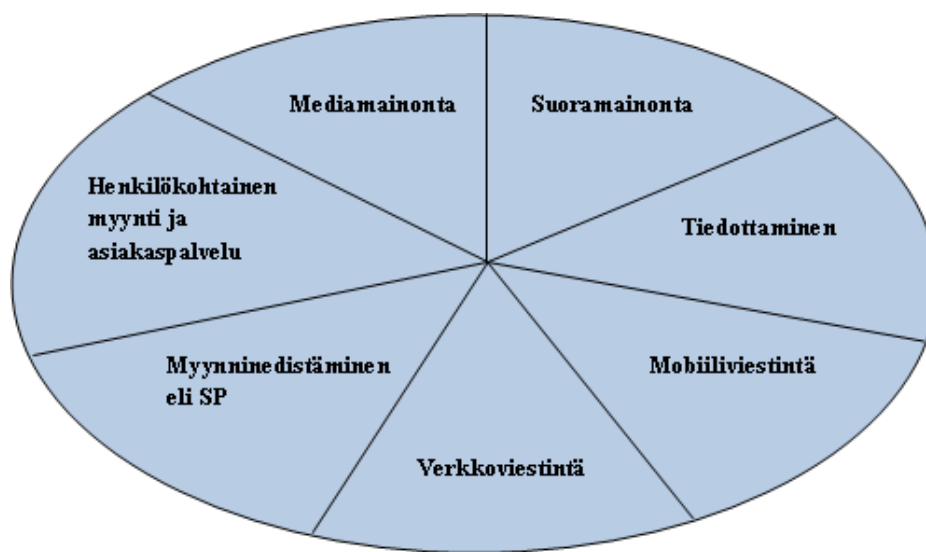 Mediamainonta
Suoramainonta
Henkilökohtainen
myynti ja
asiakaspalvelu
Tiedottaminen
Myynninedistäminen
eli SP
Mobiiliviestintä
Verkkoviestintä